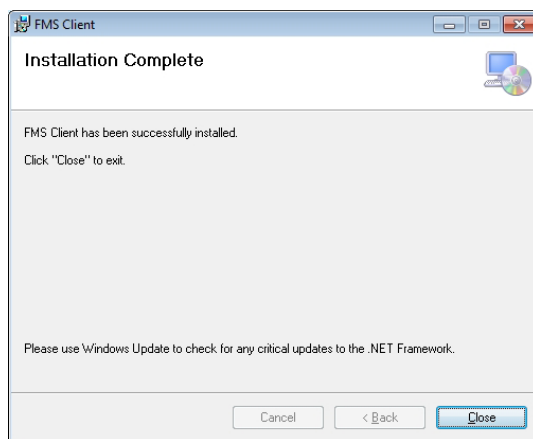 FMS Client
Installation Complete
FMS Client has been successfully installed.
Click "Close" to exit.
Please use Windows Update to check for any critical updates to the .NET Framework.
Cancel
< Back
Close